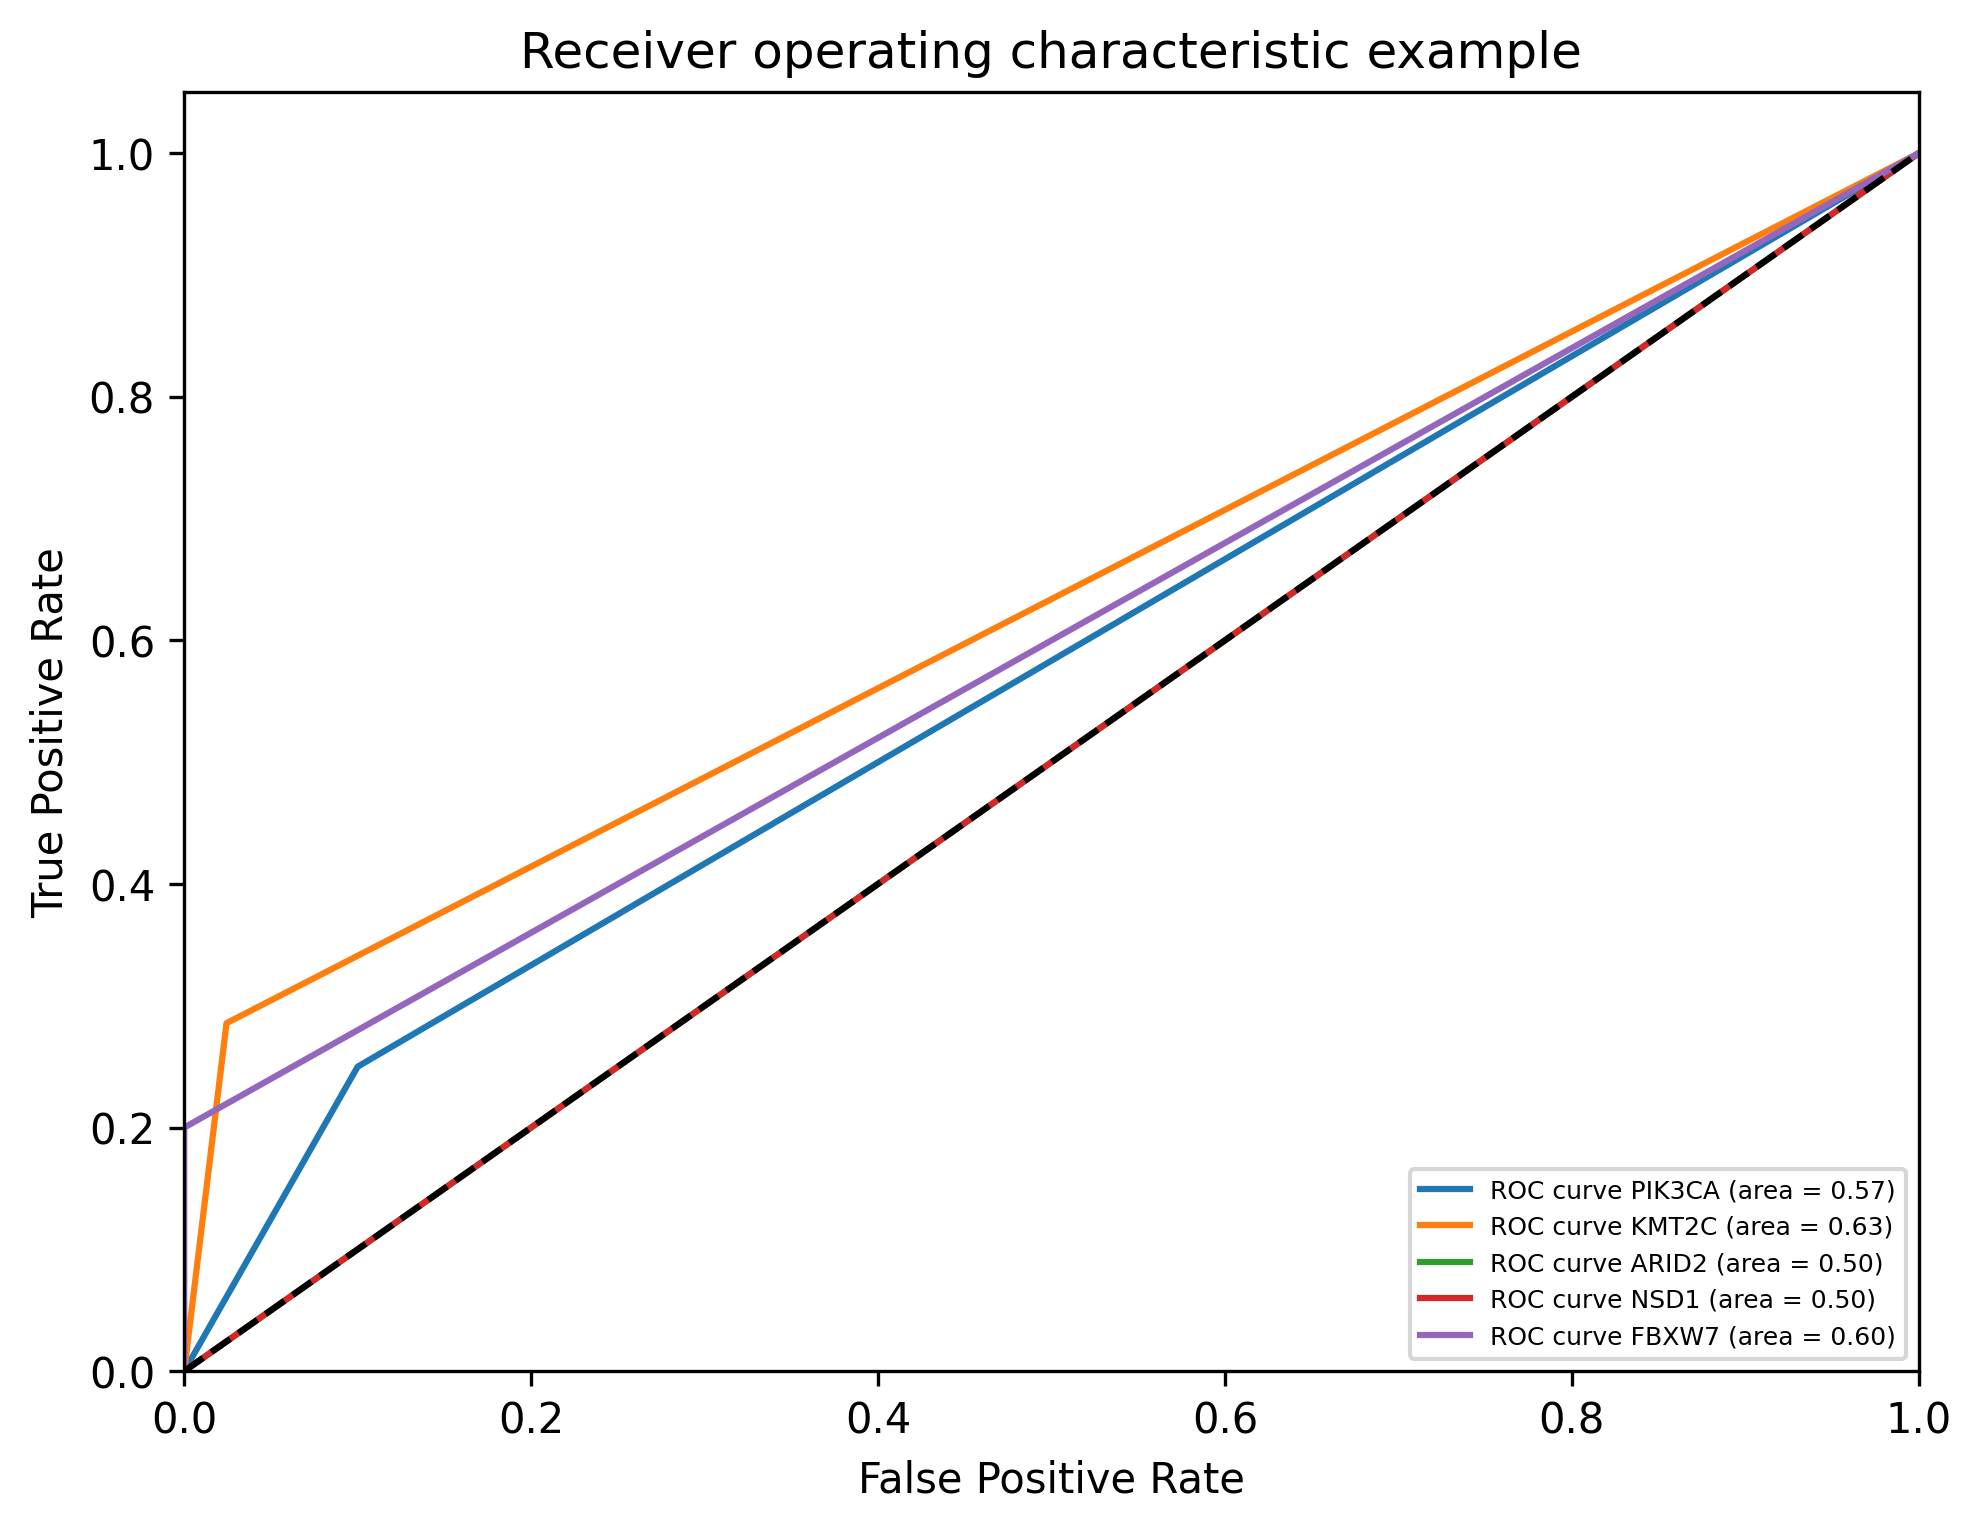 Receiver operating characteristic example
1.0
0.8
0.6
0.4
0.2
0.0
True Positive Rate
0.0 0.2 0.4 0.6 0.8 1.0
False Positive Rate
ROC curve PIK3CA (area = 0.57)
ROC curve KMT2C (area = 0.63)
ROC curve ARID2 (area = 0.50)
ROC curve NSD1 (area = 0.50)
ROC curve FBXW7 (area = 0.60)